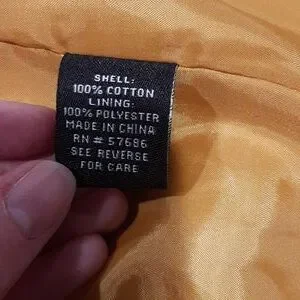 SHELL:
100% COTTON
LINING:
100% POLYESTER
MADE IN CHINA
RN # 57686
SEE REVERSE
FOR CARE